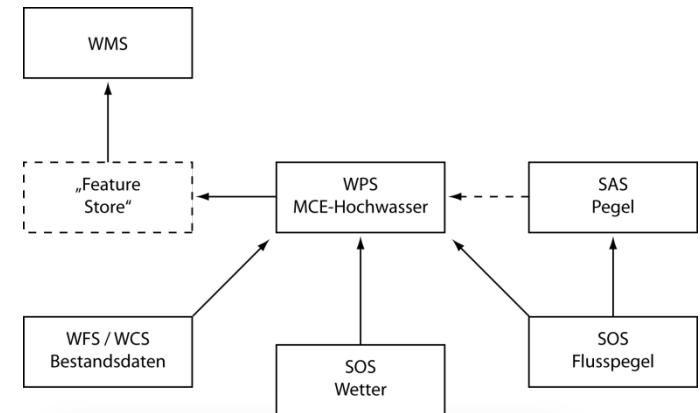 WMS
„Feature
Store“
WPS
MCE-Hochwasser
SAS
Pegel
WFS / WCS
Bestandsdaten
SOS
Wetter
SOS
Flusspegel